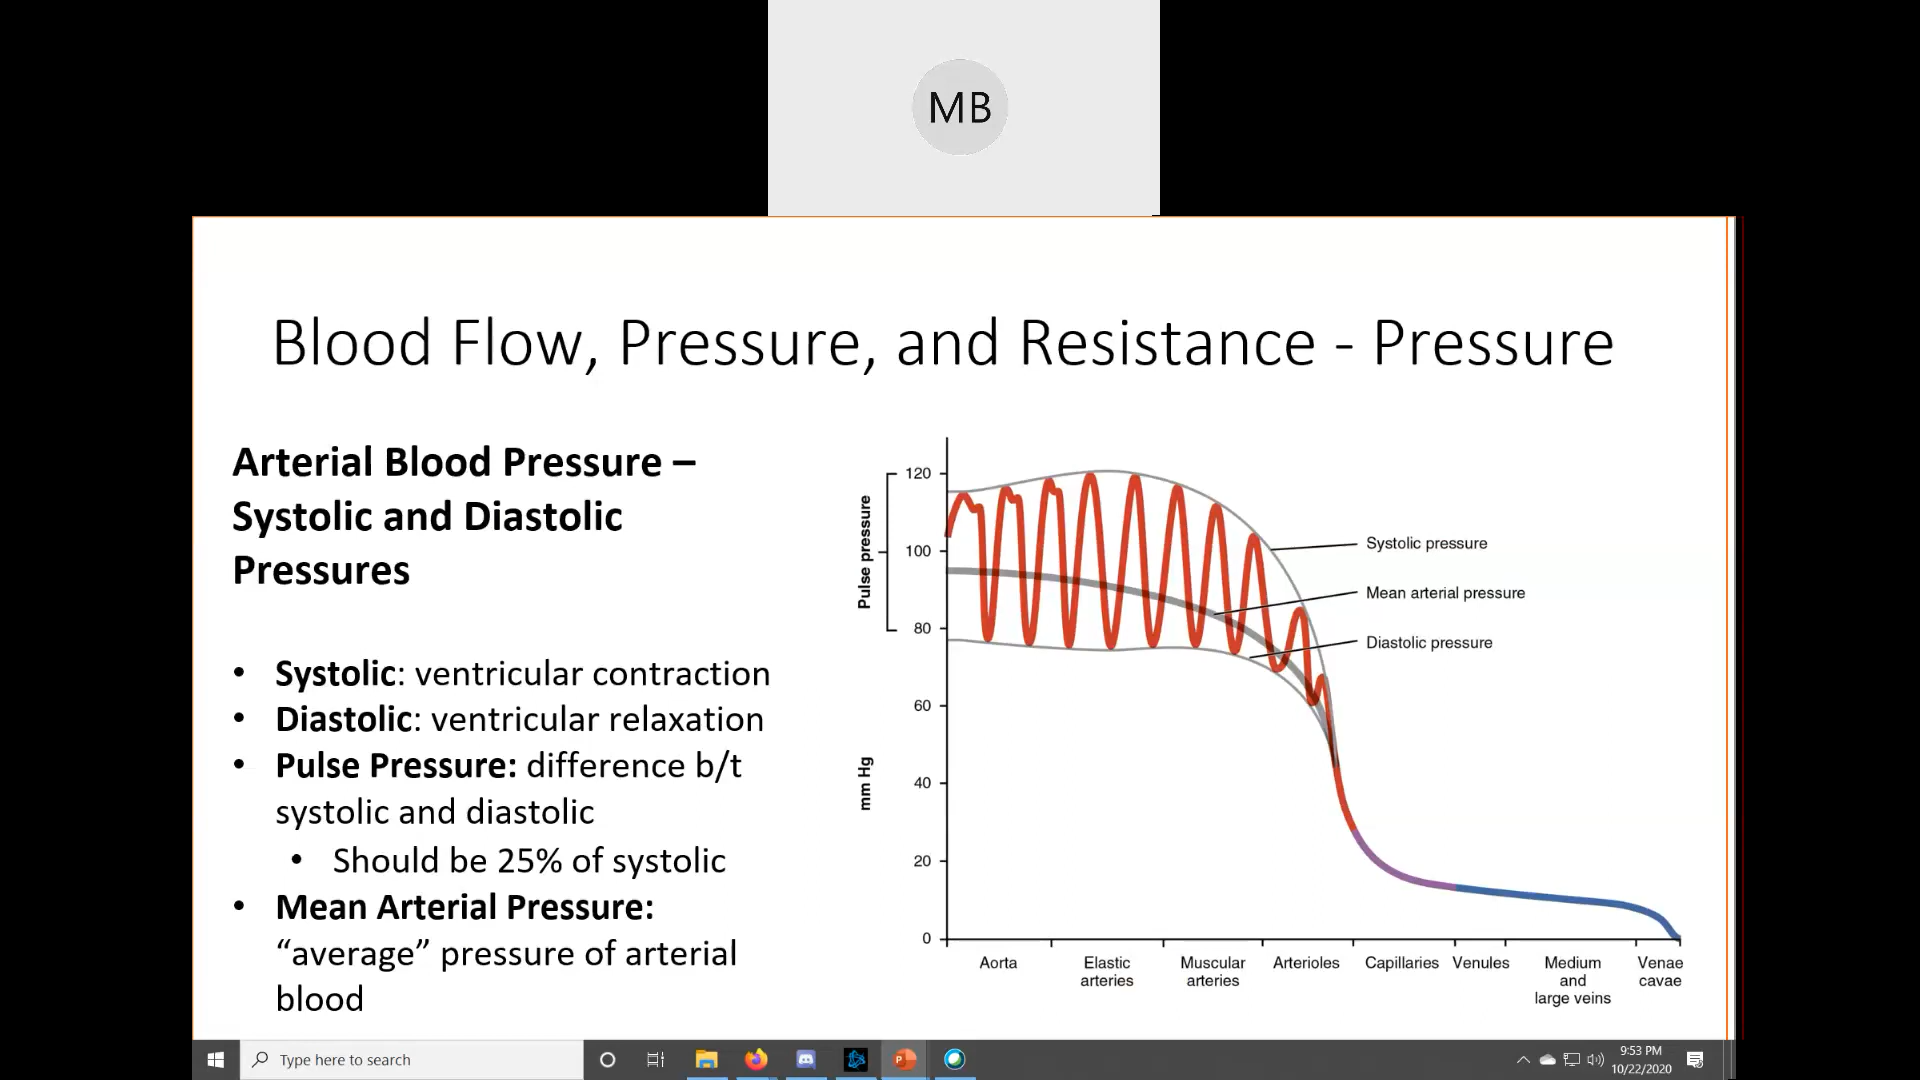 MB
Blood Flow, Pressure, and Resistance - Pressure
Arterial Blood Pressure –
Systolic and Diastolic
Pressures
• Systolic: ventricular contraction
• Diastolic: ventricular relaxation
• Pulse Pressure: difference b/t
systolic and diastolic
• Should be 25% of systolic
• Mean Arterial Pressure:
“average” pressure of arterial
blood
Pulse pressure
mm Hg
120
100
80
60
40
20
0
Systolic pressure
Mean arterial pressure
Diastolic pressure
Aorta
Elastic
arteries
Muscular
arteries
Arterioles
Capillaries
Venules
Medium
and
large veins
Venae
cavae
Type here to search
P
9:53 PM
10/22/2020